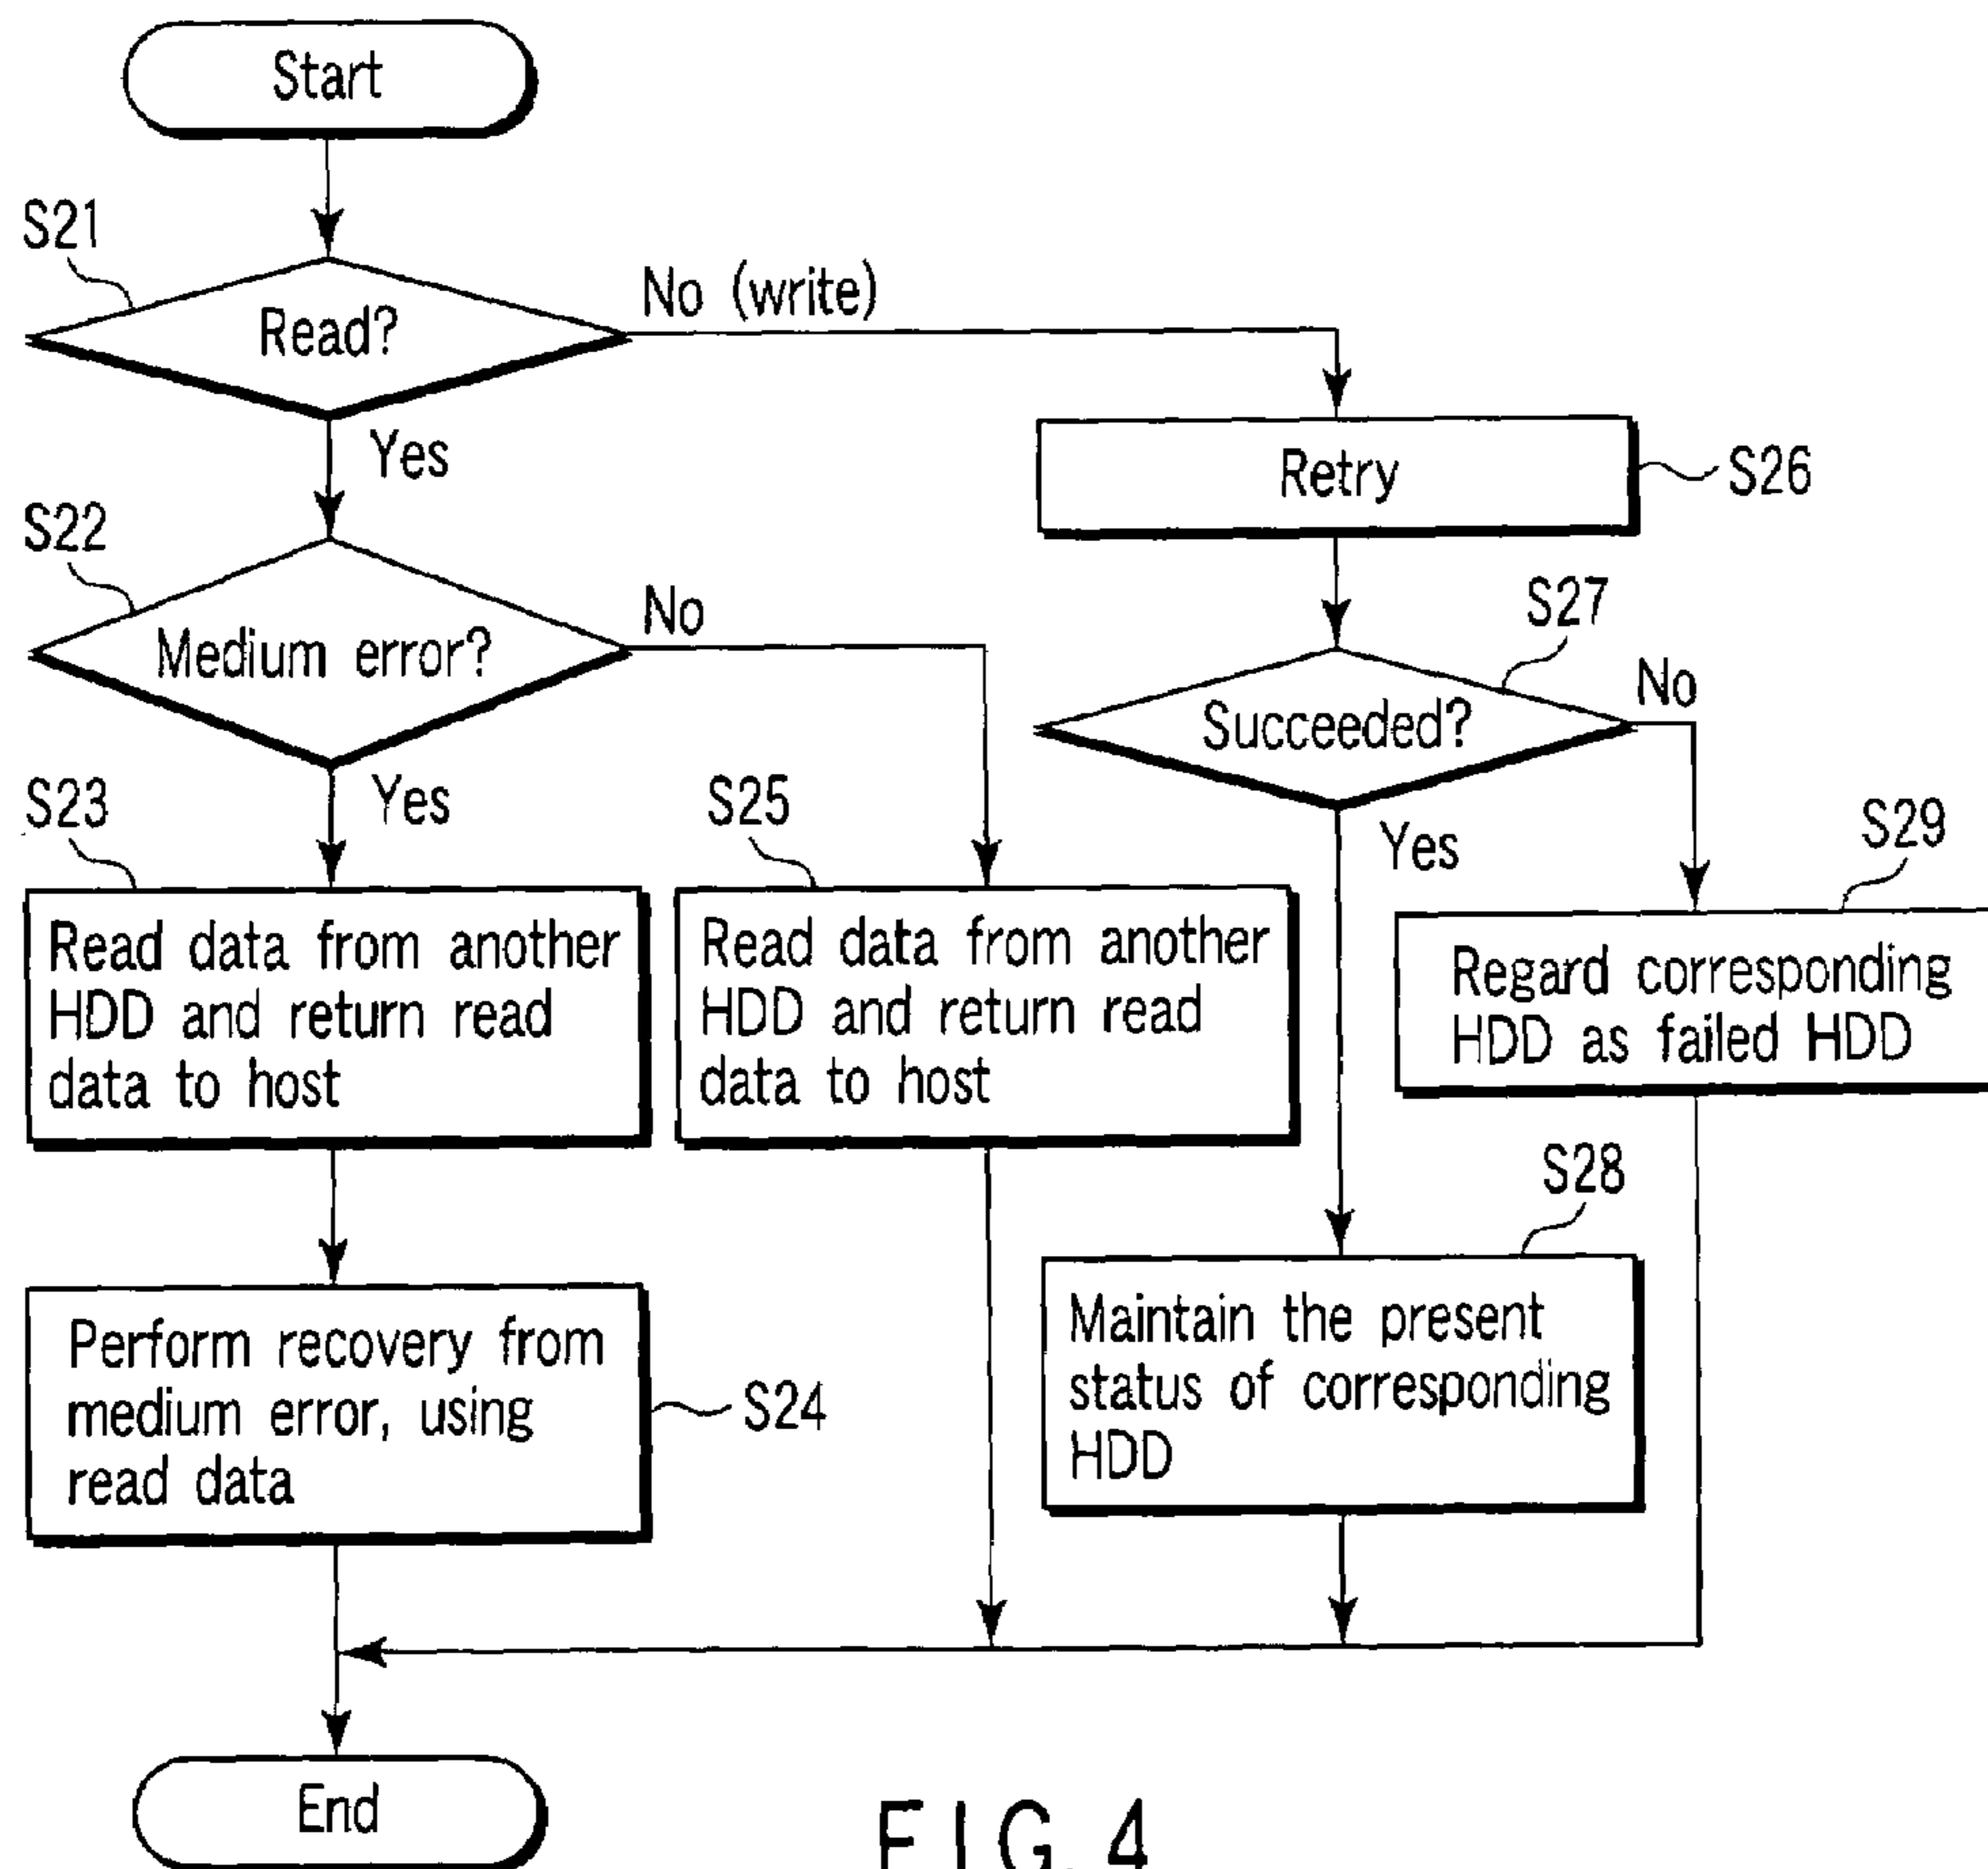 Start
S21
Read?
No (write)
Yes
Retry
S26
S22
Medium error?
No
Yes
S27
Succeeded?
No
Yes
S23
Read data from another
HDD and return read
data to host
S25
Read data from another
HDD and return read
data to host
S29
Regard corresponding
HDD as failed HDD
S28
Maintain the present
status of corresponding
HDD
Perform recovery from
medium error, using
read data
S24
End
FIG. 4